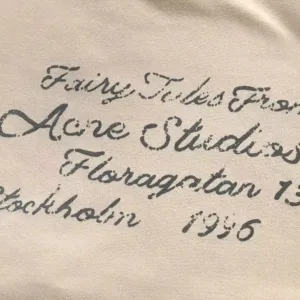 Fairy Tales From
Acne Studios
Floragatan 13
Stockholm 1996